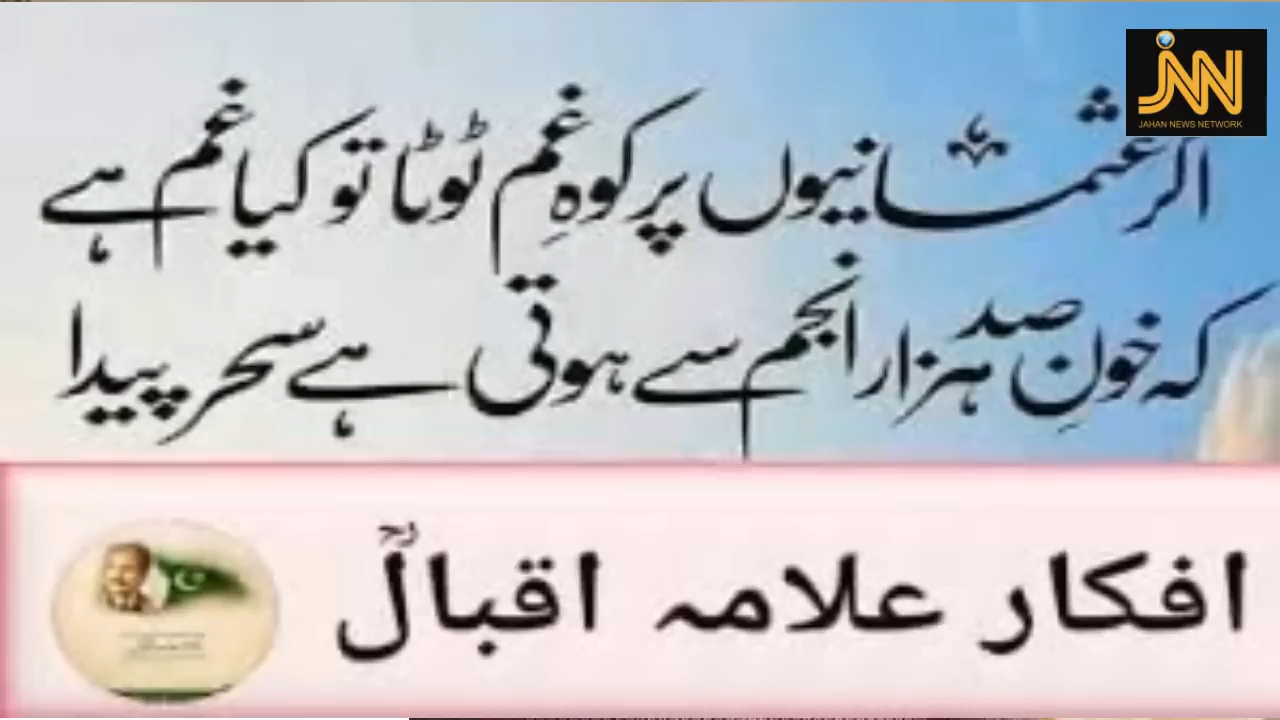 JNN
JAHAN NEWS NETWORK
اگر عثمانیوں پر کوہِ غم ٹوٹا تو کیا غم ہے
کہ خونِ صد ہزار انجم سے ہوتی ہے سحر پیدا
افکار علامہ اقبالؒ